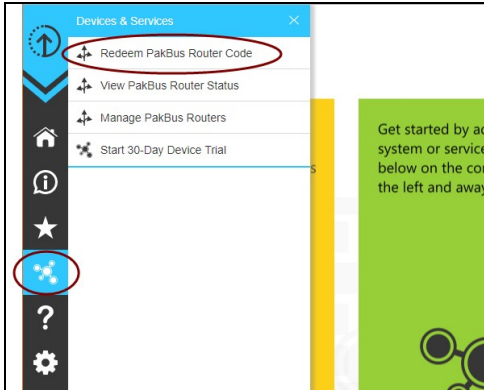 Devices & Services
Redeem PakBus Router Code
View PakBus Router Status
Manage PakBus Routers
Start 30-Day Device Trial
s
Get started by ac
system or service
below on the co
the left and away